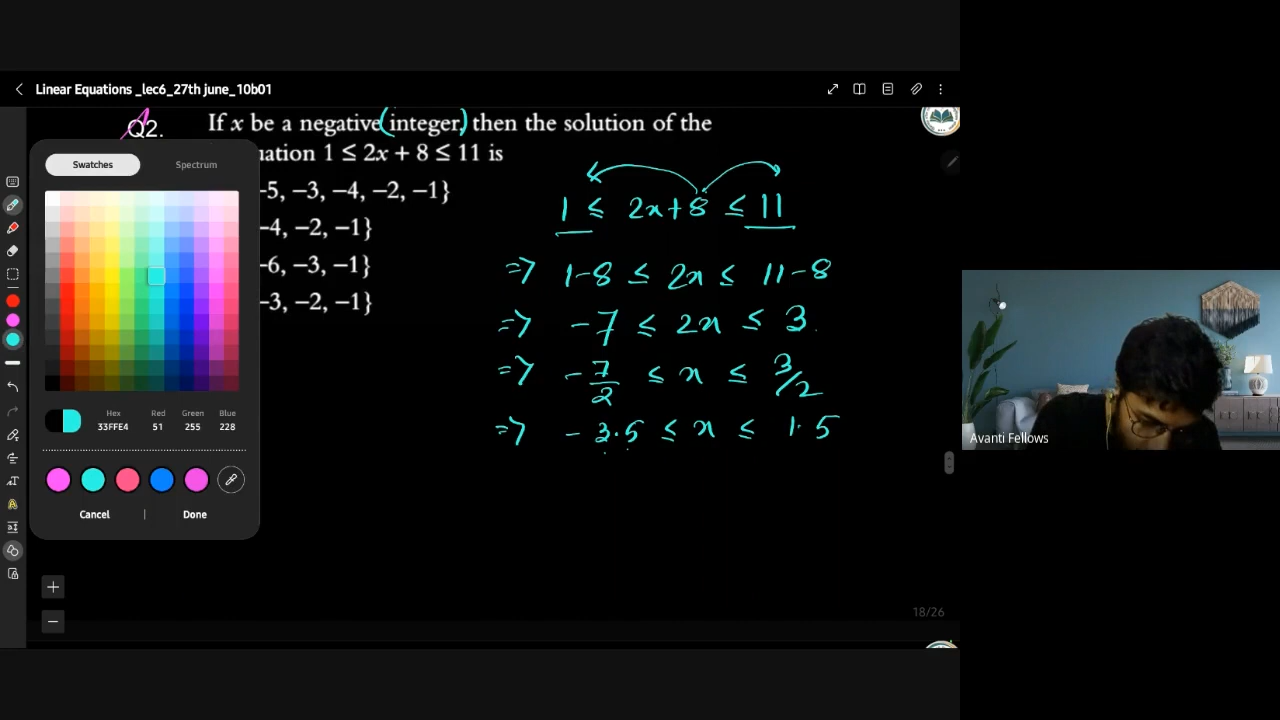 Linear Equations _lec6_27th june_10b01
Q2. If x be a negative (integer,) then the solution of the
uation 1 ≤ 2x + 8 ≤ 11 is
-5, −3, −4, −2, −1}
-4, −2, −1}
-6, −3, −1}
-3, −2, −1}
1 ≤ 2x+8 ≤ 11
=> 1-8 ≤ 2x ≤ 11-8
=> -7 ≤ 2x ≤ 3
=> -7/2 ≤ x ≤ 3/2
=> -3.5 ≤ x ≤ 1.5
Swatches Spectrum
Hex Red Green Blue
33FFE4 51 255 228
Cancel | Done
18/26
Avanti Fellows